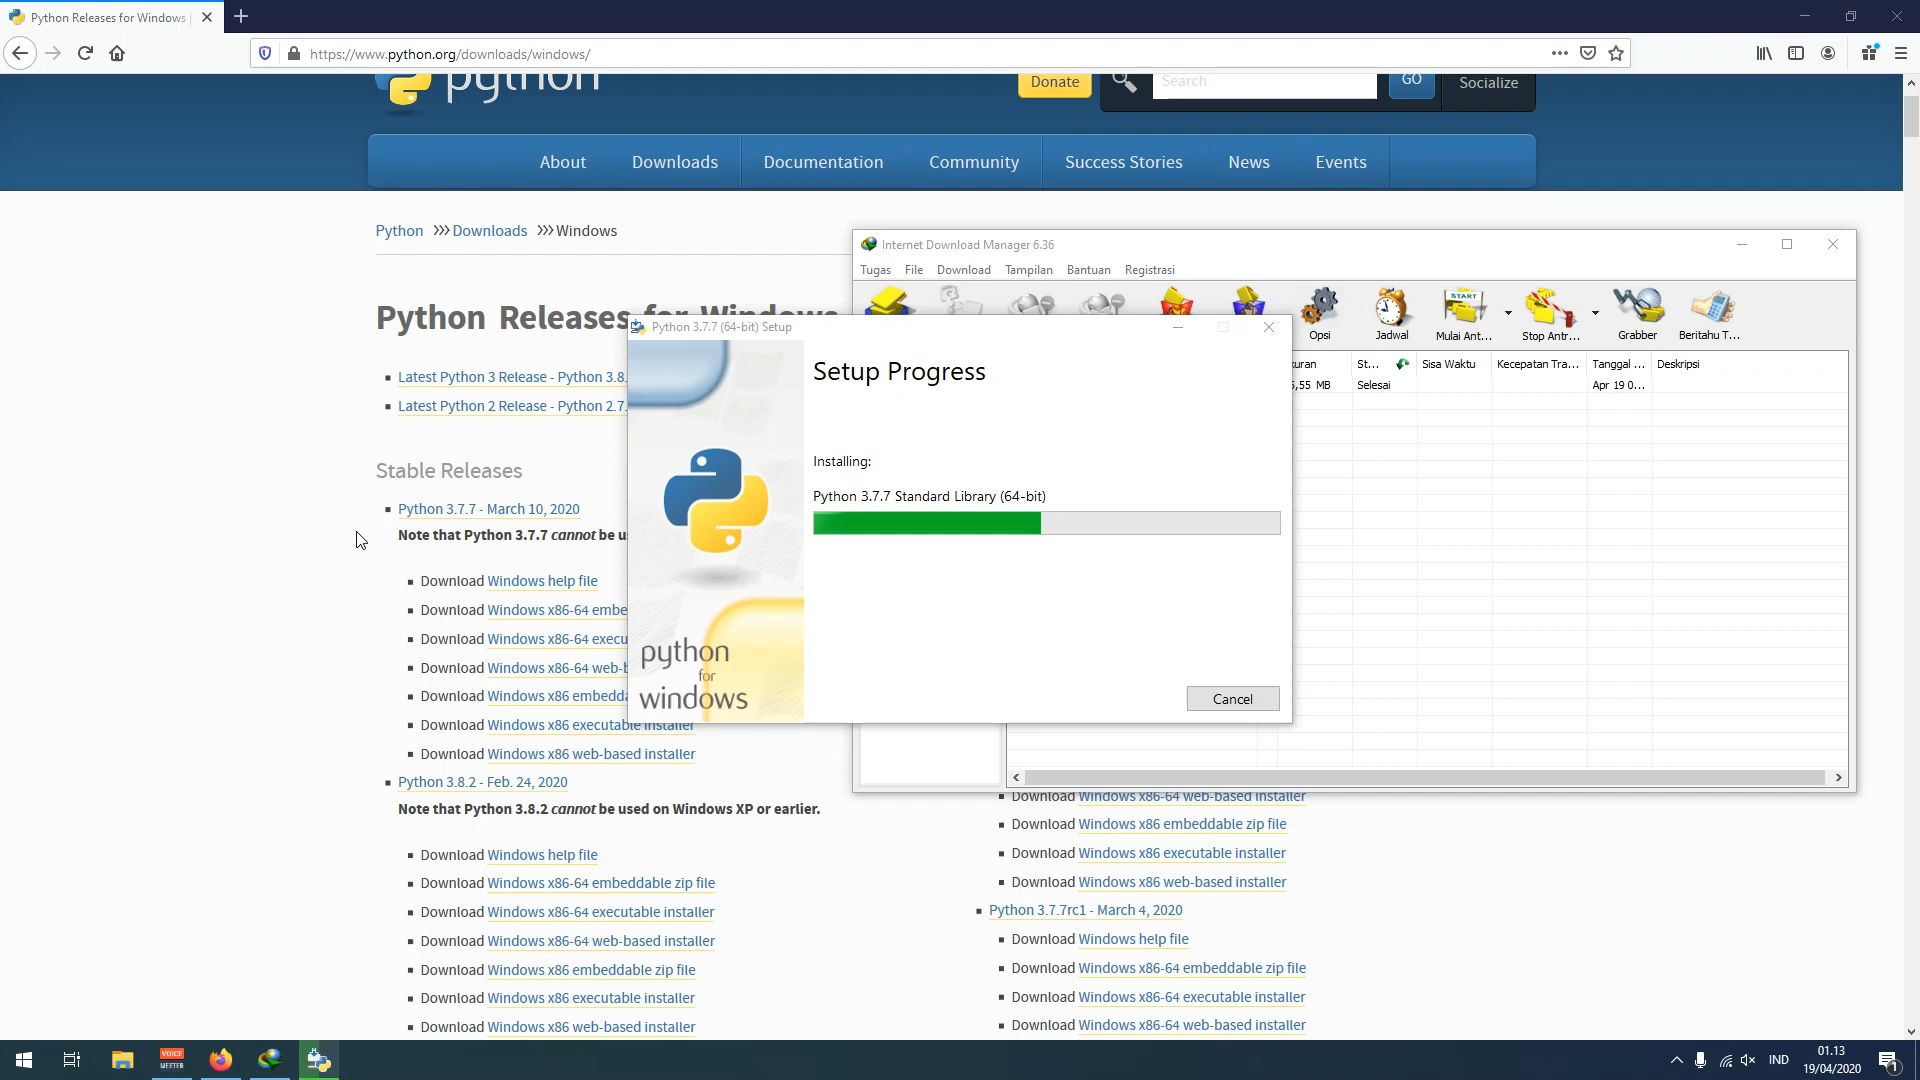 Python Releases for Windows
https://www.python.org/downloads/windows/
python
Donate
Search
GO
Socialize
About
Downloads
Documentation
Community
Success Stories
News
Events
Python >>> Downloads >>> Windows
Python Releases for Windows
Latest Python 3 Release - Python 3.8.
Latest Python 2 Release - Python 2.7.
Stable Releases
Python 3.7.7 - March 10, 2020
Note that Python 3.7.7 cannot be u
Download Windows help file
Download Windows x86-64 embe
Download Windows x86-64 execu
Download Windows x86-64 web-b
Download Windows x86 embedda
Download Windows x86 executable installer
Download Windows x86 web-based installer
Python 3.8.2 - Feb. 24, 2020
Note that Python 3.8.2 cannot be used on Windows XP or earlier.
Download Windows help file
Download Windows x86-64 embeddable zip file
Download Windows x86-64 executable installer
Download Windows x86-64 web-based installer
Download Windows x86 embeddable zip file
Download Windows x86 executable installer
Download Windows x86 web-based installer
Internet Download Manager 6.36
Tugas File Download Tampilan Bantuan Registrasi
Opsi
Jadwal
START
Mulai Ant...
Stop Antr...
Grabber
Beritahu T...
kuran
St...
Sisa Waktu
Kecepatan Tra...
Tanggal ...
Deskripsi
5,55 MB
Selesai
Apr 19 0...
Python 3.7.7 (64-bit) Setup
Setup Progress
Installing:
Python 3.7.7 Standard Library (64-bit)
python
for
windows
Cancel
Download Windows x86-64 web-based installer
Download Windows x86 embeddable zip file
Download Windows x86 executable installer
Download Windows x86 web-based installer
Python 3.7.7rc1 - March 4, 2020
Download Windows help file
Download Windows x86-64 embeddable zip file
Download Windows x86-64 executable installer
Download Windows x86-64 web-based installer
VOICE
MEETER
IND
01.13
19/04/2020
1